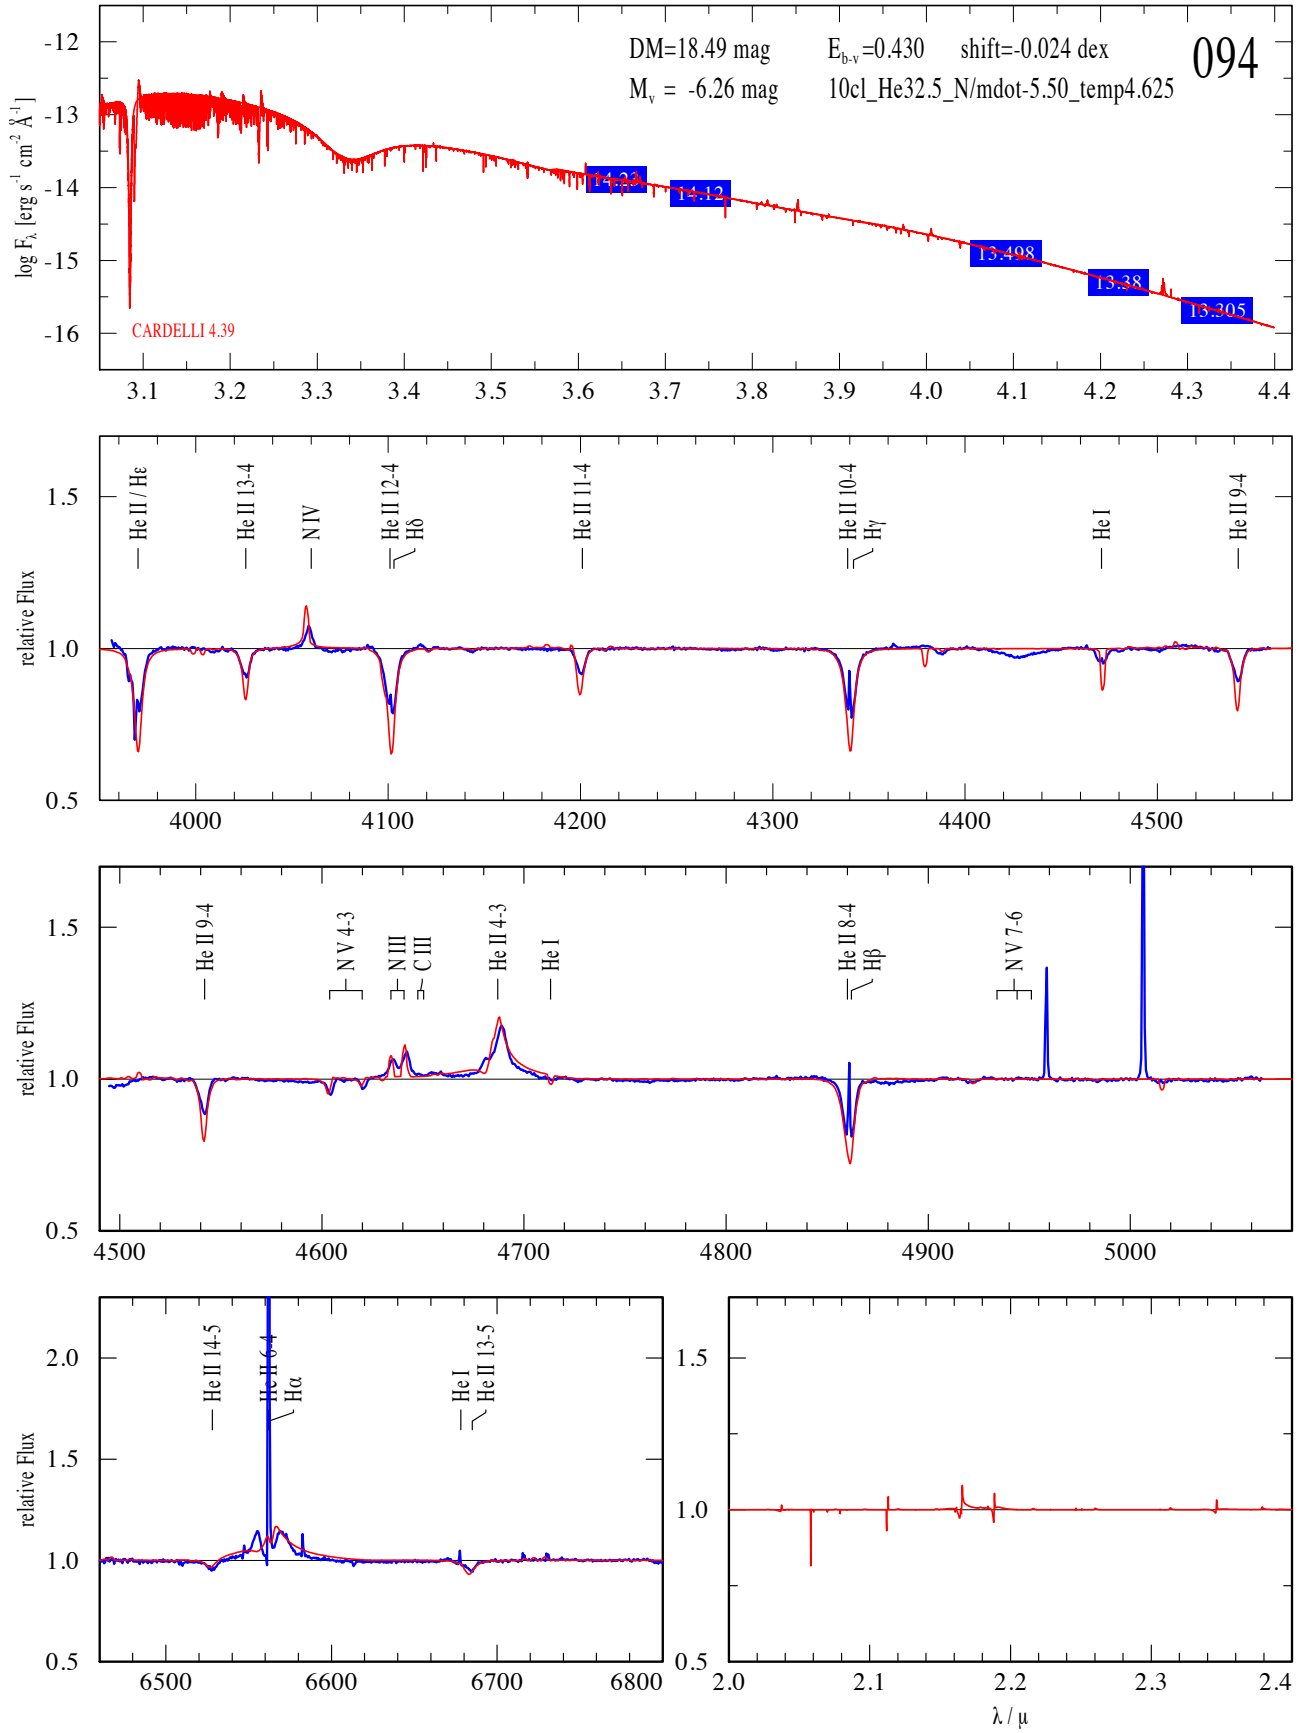 DM=18.49 mag E_b-v=0.430 shift=-0.024 dex 094
M_v = -6.26 mag 10cl_He32.5_N/mdot-5.50_temp4.625
log F_λ [erg s⁻¹ cm⁻² Å⁻¹]
-12
-13
-14
-15
-16
14.23
14.12
13.498
13.38
13.305
CARDELLI 4.39
3.1 3.2 3.3 3.4 3.5 3.6 3.7 3.8 3.9 4.0 4.1 4.2 4.3 4.4
relative Flux
1.5
1.0
0.5
He II / Hε
He II 13-4
N IV
He II 12-4
Hδ
He II 11-4
He II 10-4
Hγ
He I
He II 9-4
4000 4100 4200 4300 4400 4500
relative Flux
1.5
1.0
0.5
He II 9-4
N V 4-3
N III
C III
He II 4-3
He I
He II 8-4
Hβ
N V 7-6
4500 4600 4700 4800 4900 5000
relative Flux
2.0
1.5
1.0
0.5
He II 14-5
He II 6-4
Hα
He I
He II 13-5
6500 6600 6700 6800
1.5
1.0
0.5
2.0 2.1 2.2 2.3 2.4
λ / μ